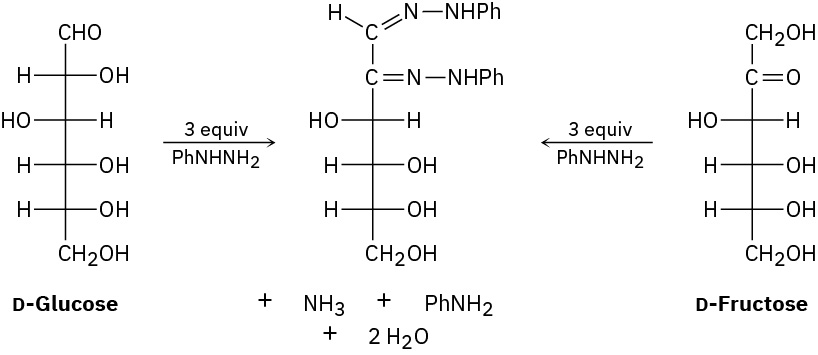 H N—NHPh
CHO C CH₂OH
H OH C=N—NHPh C=O
HO H HO H HO H
3 equiv 3 equiv
PhNHNH₂ PhNHNH₂
H OH H OH H OH
H OH H OH H OH
CH₂OH CH₂OH CH₂OH
D-Glucose + NH₃ + PhNH₂ D-Fructose
+ 2 H₂O